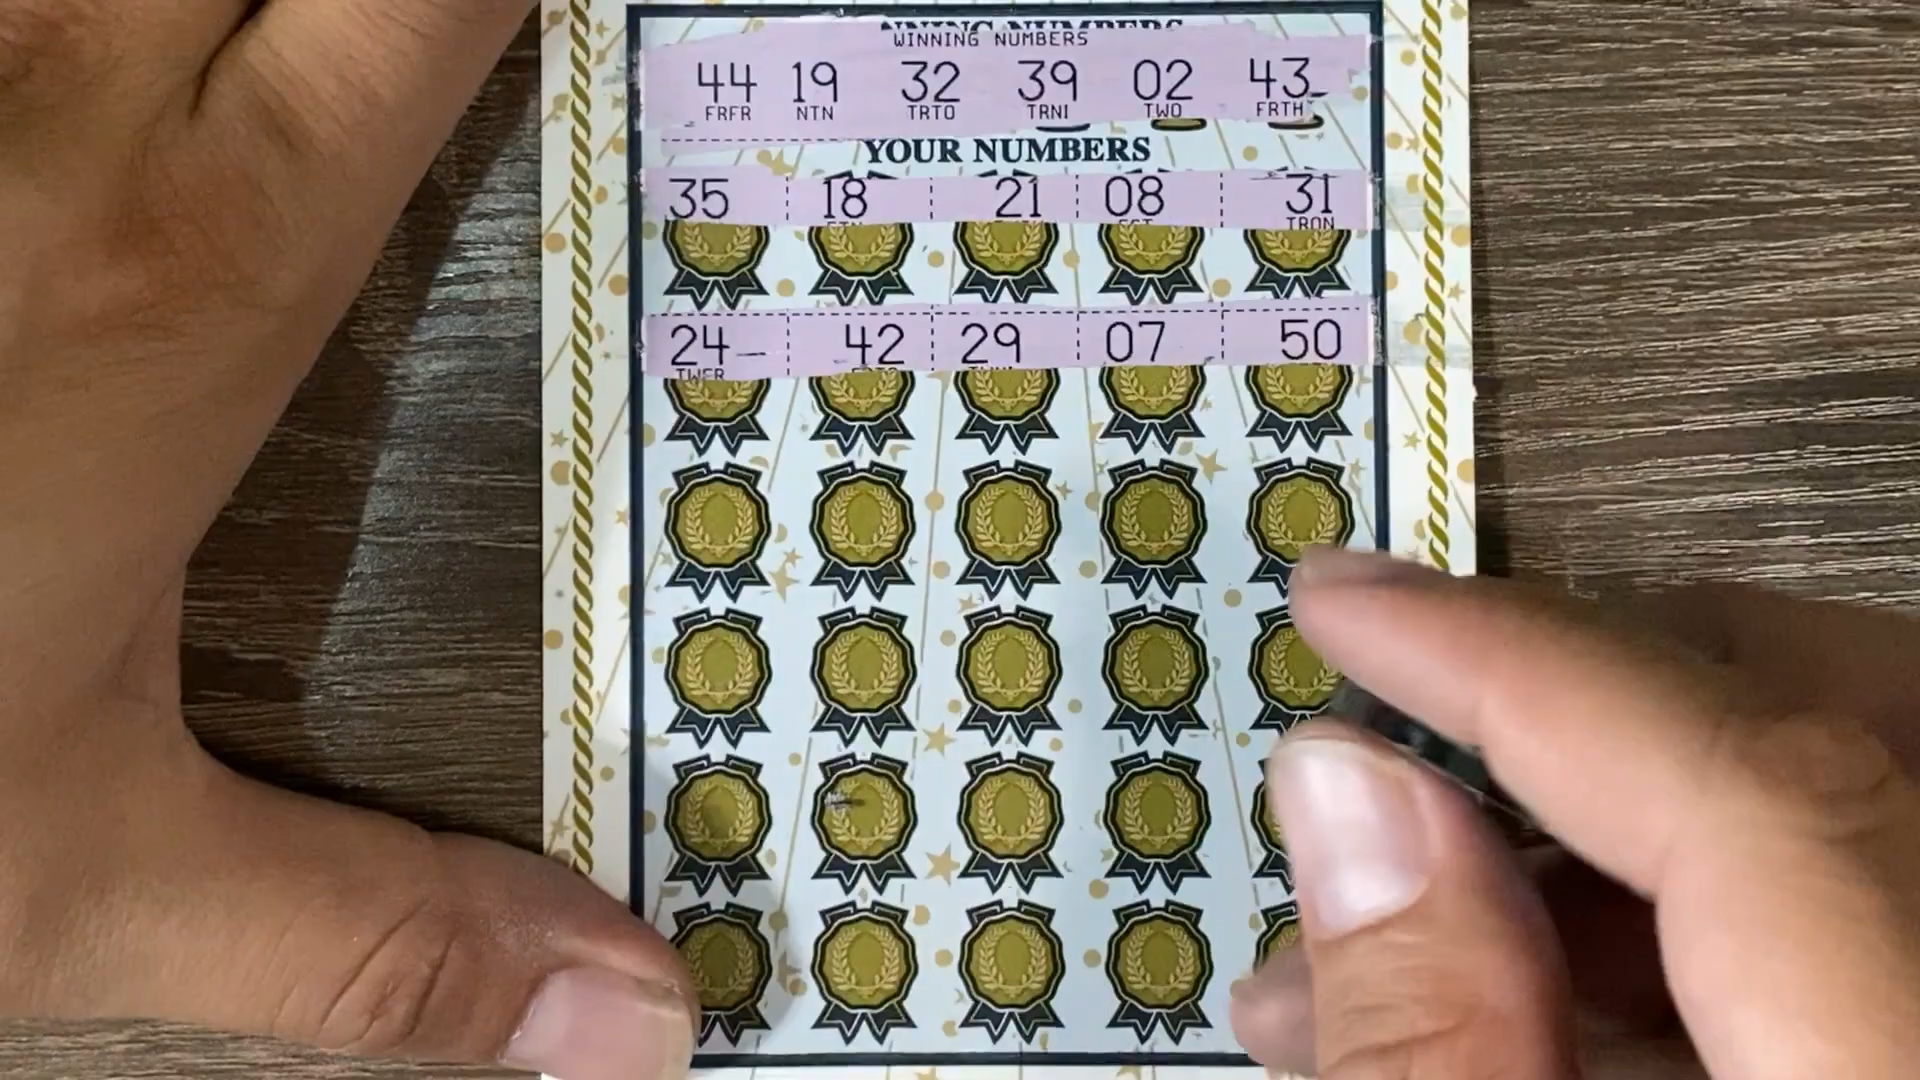 WINNING NUMBERS
44 19 32 39 02 43
FRFR NTN TRTO TRNI TWO FRTH
YOUR NUMBERS
35 18 21 08 31
TRON
24 42 29 07 50
TWFR